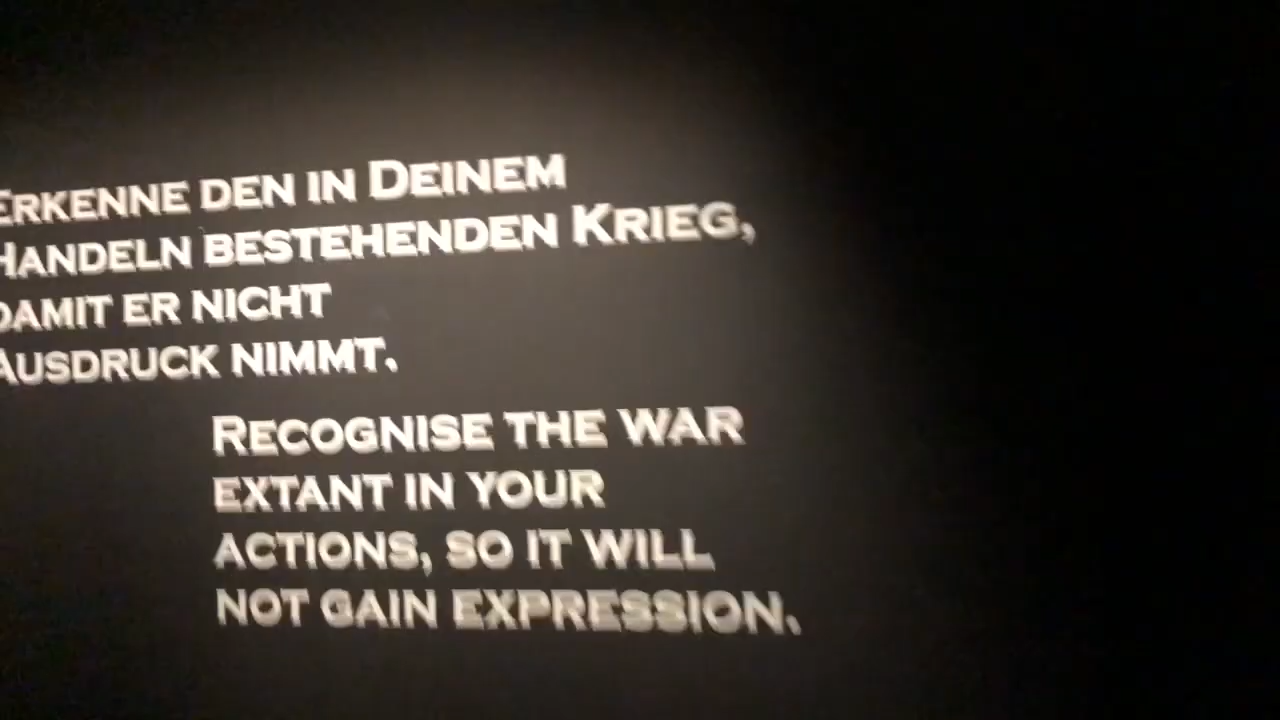 Erkenne den in Deinem
Handeln bestehenden Krieg,
damit er nicht
Ausdruck nimmt.
Recognise the war
extant in your
actions, so it will
not gain expression.